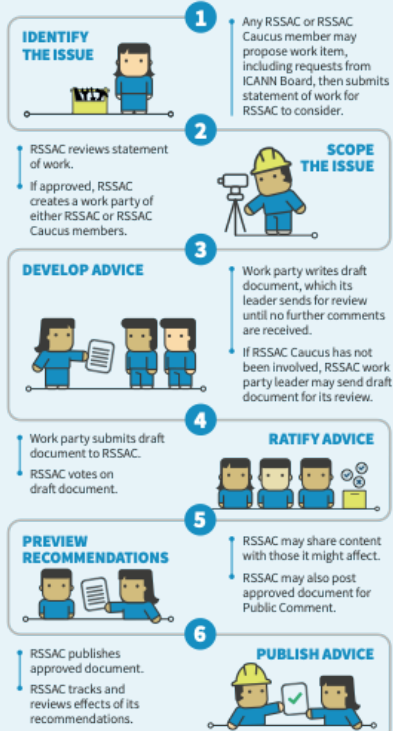 1
IDENTIFY
THE ISSUE
Any RSSAC or RSSAC
Caucus member may
propose work item,
including requests from
ICANN Board, then submits
statement of work for
RSSAC to consider.
2
SCOPE
THE ISSUE
RSSAC reviews statement
of work.
If approved, RSSAC
creates a work party of
either RSSAC or RSSAC
Caucus members.
3
DEVELOP ADVICE
Work party writes draft
document, which its
leader sends for review
until no further comments
are received.
If RSSAC Caucus has not
been involved, RSSAC work
party leader may send draft
document for its review.
4
RATIFY ADVICE
Work party submits draft
document to RSSAC.
RSSAC votes on
draft document.
5
PREVIEW
RECOMMENDATIONS
RSSAC may share content
with those it might affect.
RSSAC may also post
approved document for
Public Comment.
6
PUBLISH ADVICE
RSSAC publishes
approved document.
RSSAC tracks and
reviews effects of its
recommendations.